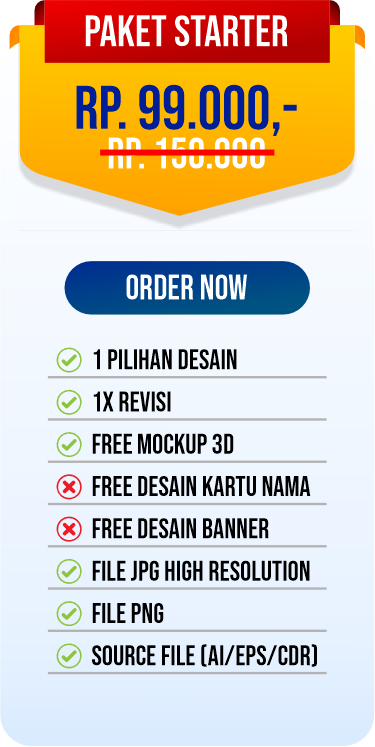 PAKET STARTER
RP. 99.000,-
RP. 150.000
ORDER NOW
1 PILIHAN DESAIN
1X REVISI
FREE MOCKUP 3D
FREE DESAIN KARTU NAMA
FREE DESAIN BANNER
FILE JPG HIGH RESOLUTION
FILE PNG
SOURCE FILE (AI/EPS/CDR)